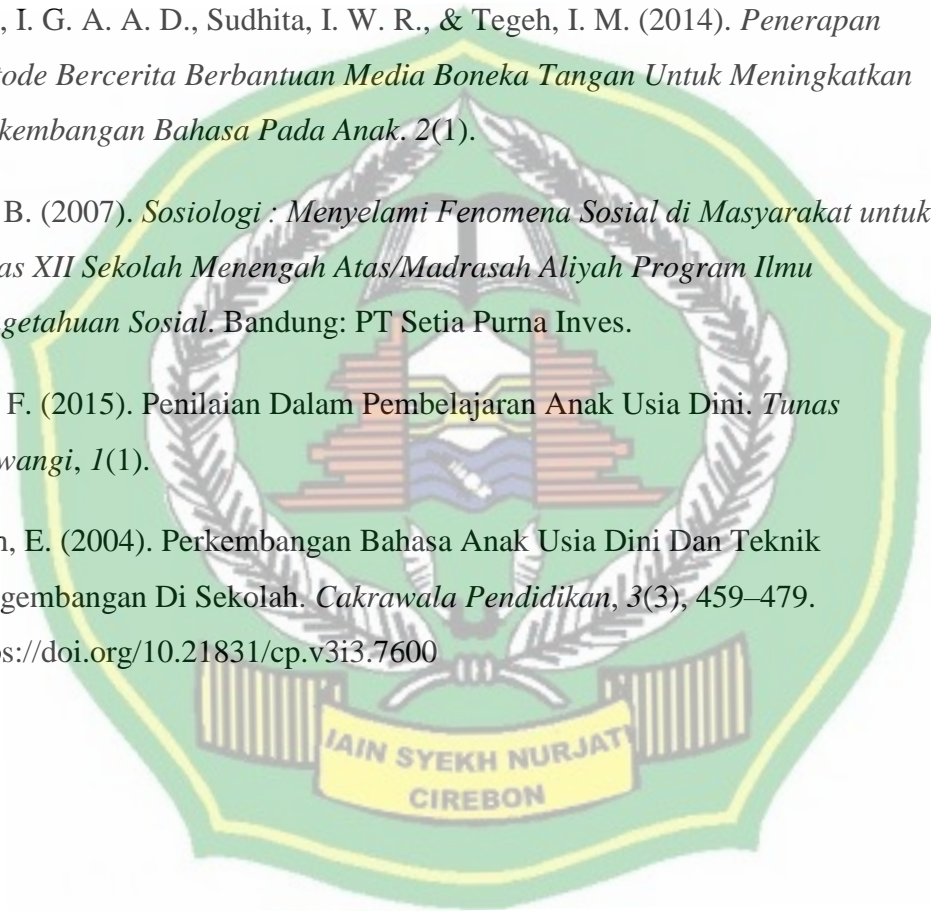 , I. G. A. A. D., Sudhita, I. W. R., & Tegeh, I. M. (2014). Penerapan
tode Bercerita Berbantuan Media Boneka Tangan Untuk Meningkatkan
kembangan Bahasa Pada Anak. 2(1).
B. (2007). Sosiologi : Menyelami Fenomena Sosial di Masyarakat untuk
as XII Sekolah Menengah Atas/Madrasah Aliyah Program Ilmu
getahuan Sosial. Bandung: PT Setia Purna Inves.
F. (2015). Penilaian Dalam Pembelajaran Anak Usia Dini. Tunas
wangi, 1(1).
n, E. (2004). Perkembangan Bahasa Anak Usia Dini Dan Teknik
gembangan Di Sekolah. Cakrawala Pendidikan, 3(3), 459–479.
os://doi.org/10.21831/cp.v3i3.7600
IAIN SYEKH NURJATI
CIREBON